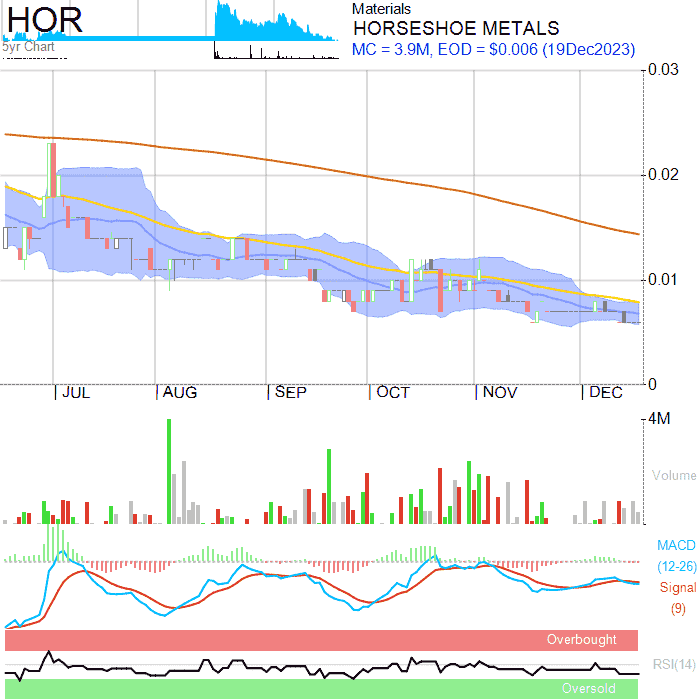 HOR
5yr Chart
Materials
HORSESHOE METALS
MC = 3.9M, EOD = $0.006 (19Dec2023)
0.03
0.02
0.01
0
JUL AUG SEP OCT NOV DEC
4M
Volume
MACD
(12-26)
Signal
(9)
Overbought
RSI(14)
Oversold